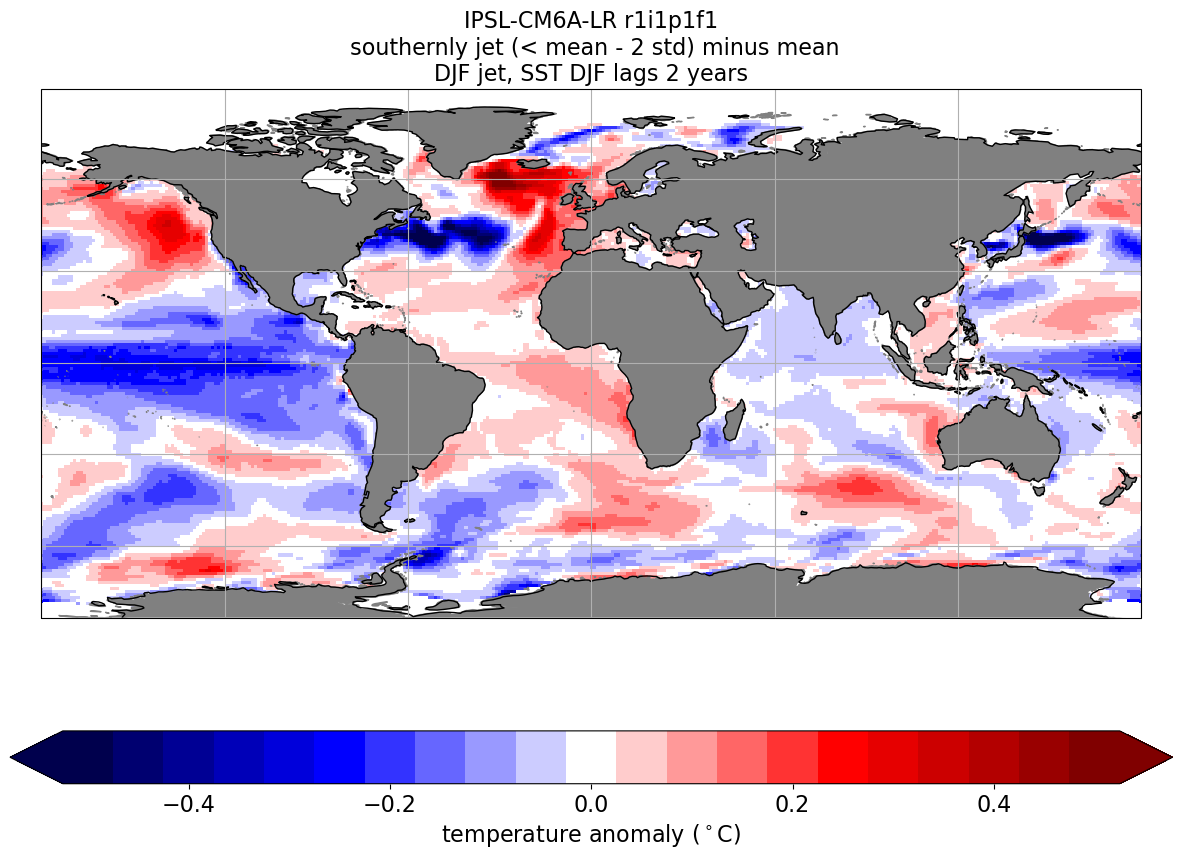 IPSL-CM6A-LR r1i1p1f1
southernly jet (< mean - 2 std) minus mean
DJF jet, SST DJF lags 2 years
−0.4 −0.2 0.0 0.2 0.4
temperature anomaly (°C)